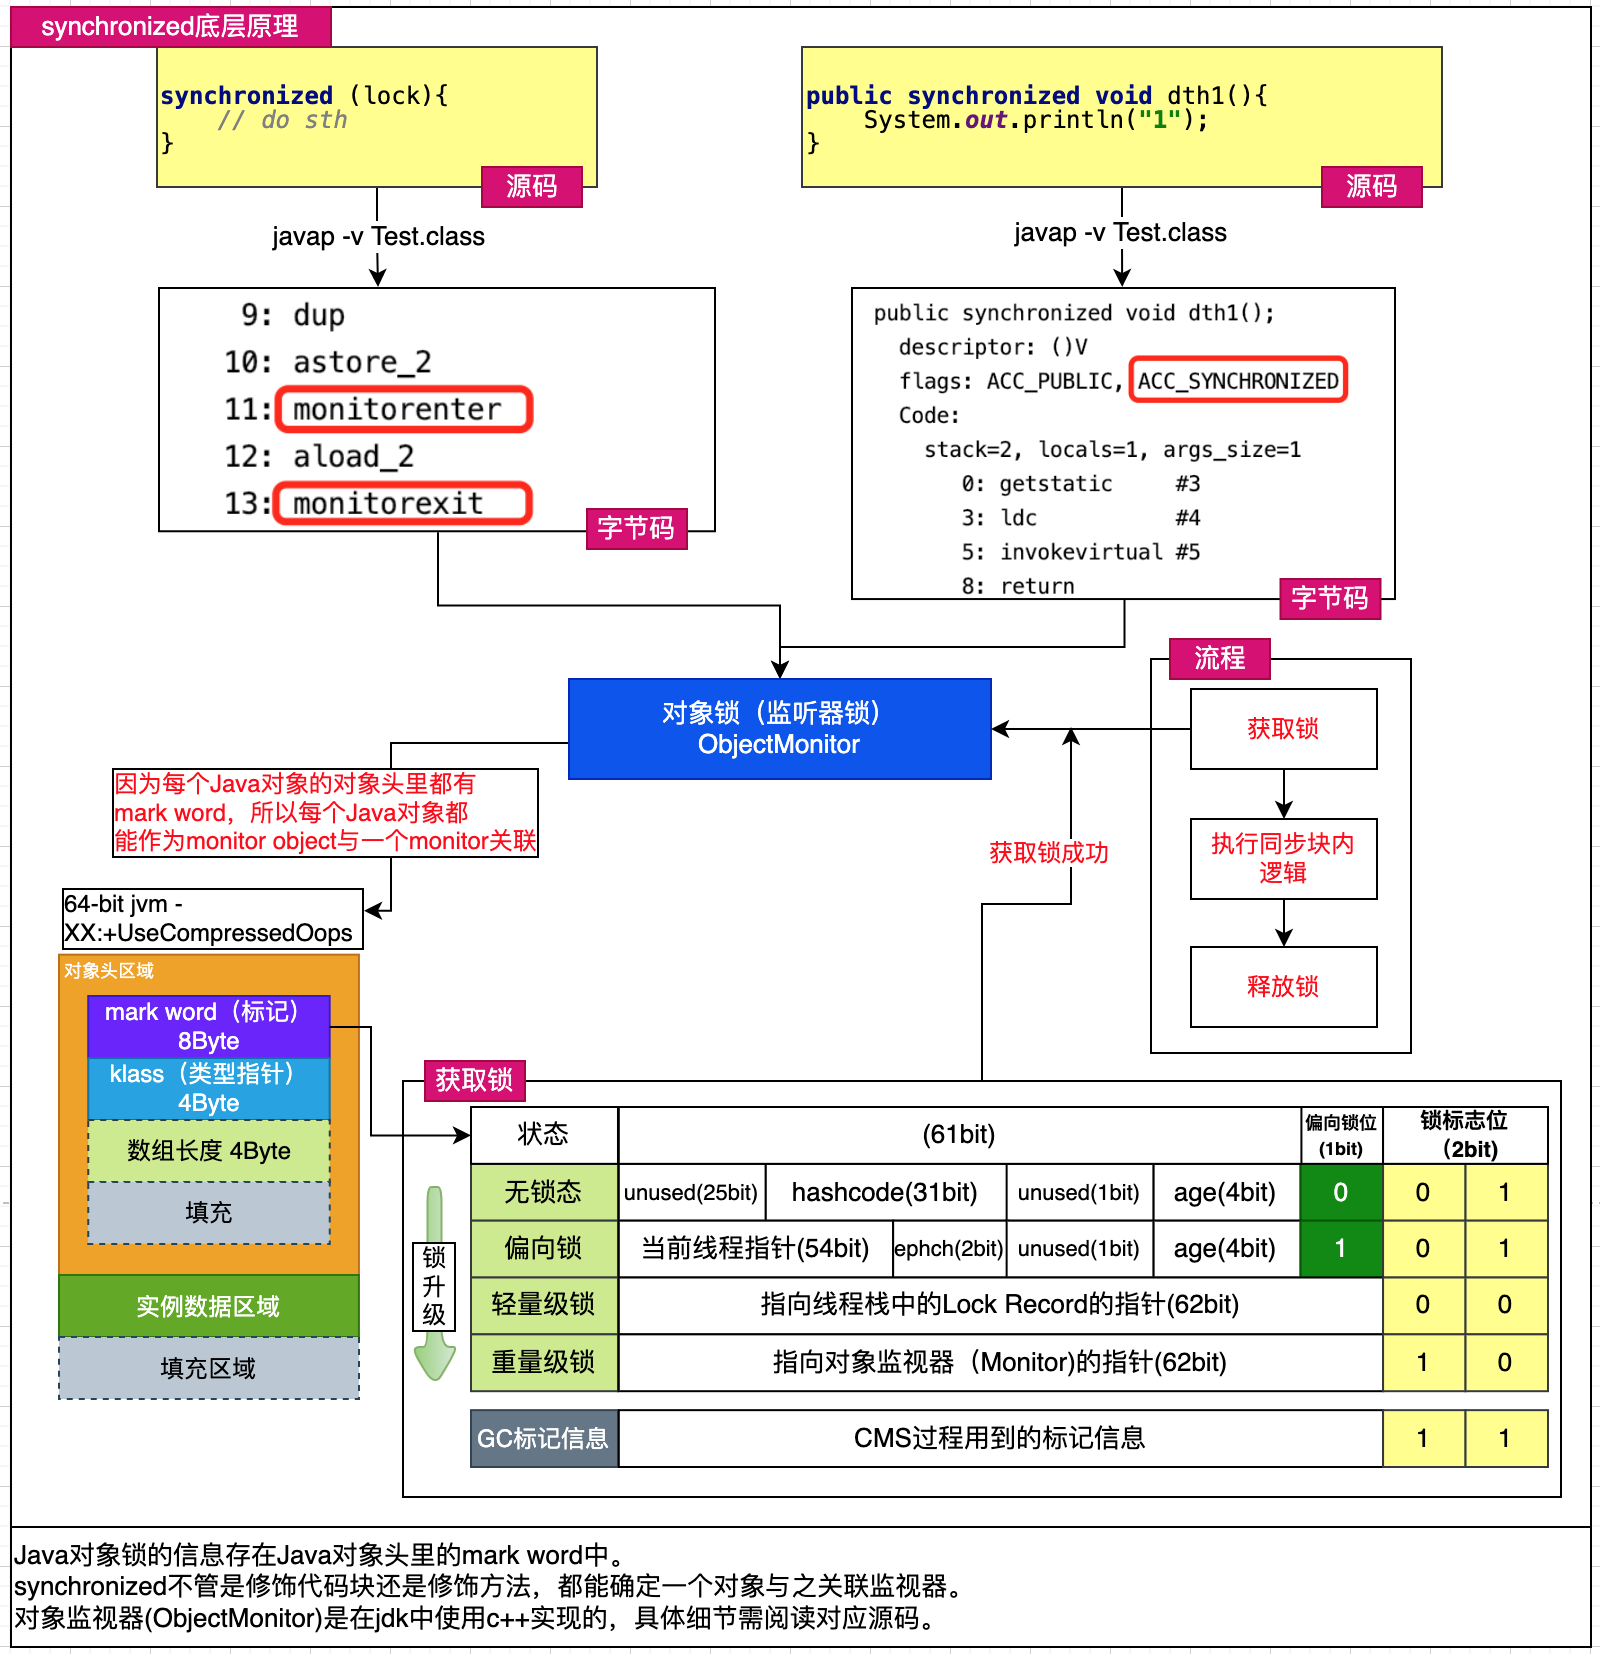 synchronized底层原理
synchronized (lock){
// do sth
}
源码
public synchronized void dth1(){
System.out.println("1");
}
源码
javap -v Test.class
javap -v Test.class
9: dup
10: astore_2
11: monitorenter
12: aload_2
13: monitorexit
字节码
public synchronized void dth1();
descriptor: ()V
flags: ACC_PUBLIC, ACC_SYNCHRONIZED
Code:
stack=2, locals=1, args_size=1
0: getstatic #3
3: ldc #4
5: invokevirtual #5
8: return
字节码
对象锁（监听器锁）
ObjectMonitor
流程
获取锁
执行同步块内
逻辑
释放锁
获取锁成功
因为每个Java对象的对象头里都有
mark word，所以每个Java对象都
能作为monitor object与一个monitor关联
64-bit jvm -
XX:+UseCompressedOops
对象头区域
mark word（标记）
8Byte
klass（类型指针）
4Byte
数组长度 4Byte
填充
实例数据区域
填充区域
获取锁
锁
升
级
状态 (61bit) 偏向锁位 (1bit) 锁标志位 （2bit)
无锁态 unused(25bit) hashcode(31bit) unused(1bit) age(4bit) 0 0 1
偏向锁 当前线程指针(54bit) ephch(2bit) unused(1bit) age(4bit) 1 0 1
轻量级锁 指向线程栈中的Lock Record的指针(62bit) 0 0
重量级锁 指向对象监视器（Monitor)的指针(62bit) 1 0
GC标记信息 CMS过程用到的标记信息 1 1
Java对象锁的信息存在Java对象头里的mark word中。
synchronized不管是修饰代码块还是修饰方法，都能确定一个对象与之关联监视器。
对象监视器(ObjectMonitor)是在jdk中使用c++实现的，具体细节需阅读对应源码。